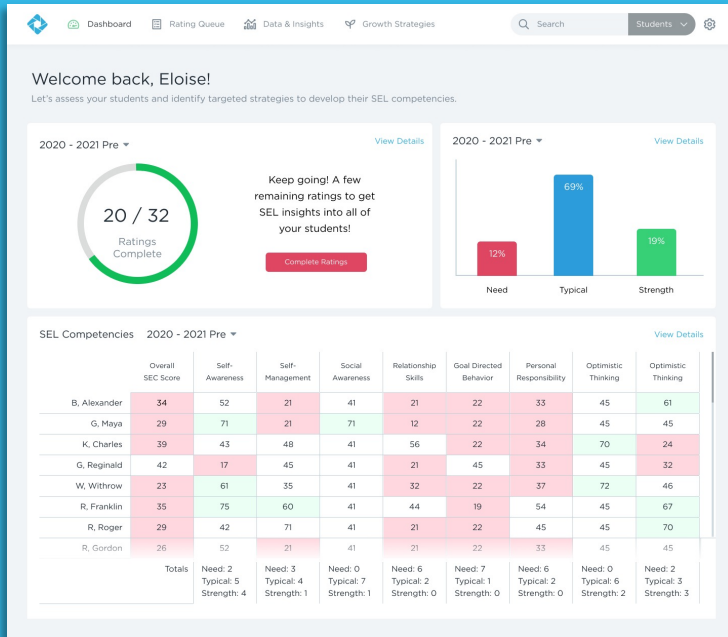 Dashboard Rating Queue Data & Insights Growth Strategies Search Students
Welcome back, Eloise!
Let's assess your students and identify targeted strategies to develop their SEL competencies.
2020 - 2021 Pre View Details
20 / 32
Ratings
Complete
Keep going! A few
remaining ratings to get
SEL insights into all of
your students!
Complete Ratings
2020 - 2021 Pre View Details
12%
69%
19%
Need Typical Strength
SEL Competencies 2020 - 2021 Pre View Details
Overall Self- Self- Social Relationship Goal Directed Personal Optimistic Optimistic
SEC Score Awareness Management Awareness Skills Behavior Responsibility Thinking Thinking
B, Alexander 34 52 21 41 21 22 33 45 61
G, Maya 29 71 21 71 12 22 28 45 45
K, Charles 39 43 48 41 56 22 34 70 24
G, Reginald 42 17 45 41 21 45 33 45 32
W, Withrow 23 61 35 41 32 22 37 72 46
R, Franklin 35 75 60 41 44 19 54 45 67
R, Roger 29 42 71 41 21 22 45 45 70
R, Gordon 26 52 21 41 21 22 33 45 45
Totals Need: 2 Need: 3 Need: 0 Need: 6 Need: 7 Need: 6 Need: 0 Need: 2
Typical: 5 Typical: 4 Typical: 7 Typical: 2 Typical: 1 Typical: 2 Typical: 6 Typical: 3
Strength: 4 Strength: 1 Strength: 1 Strength: 0 Strength: 0 Strength: 0 Strength: 2 Strength: 3